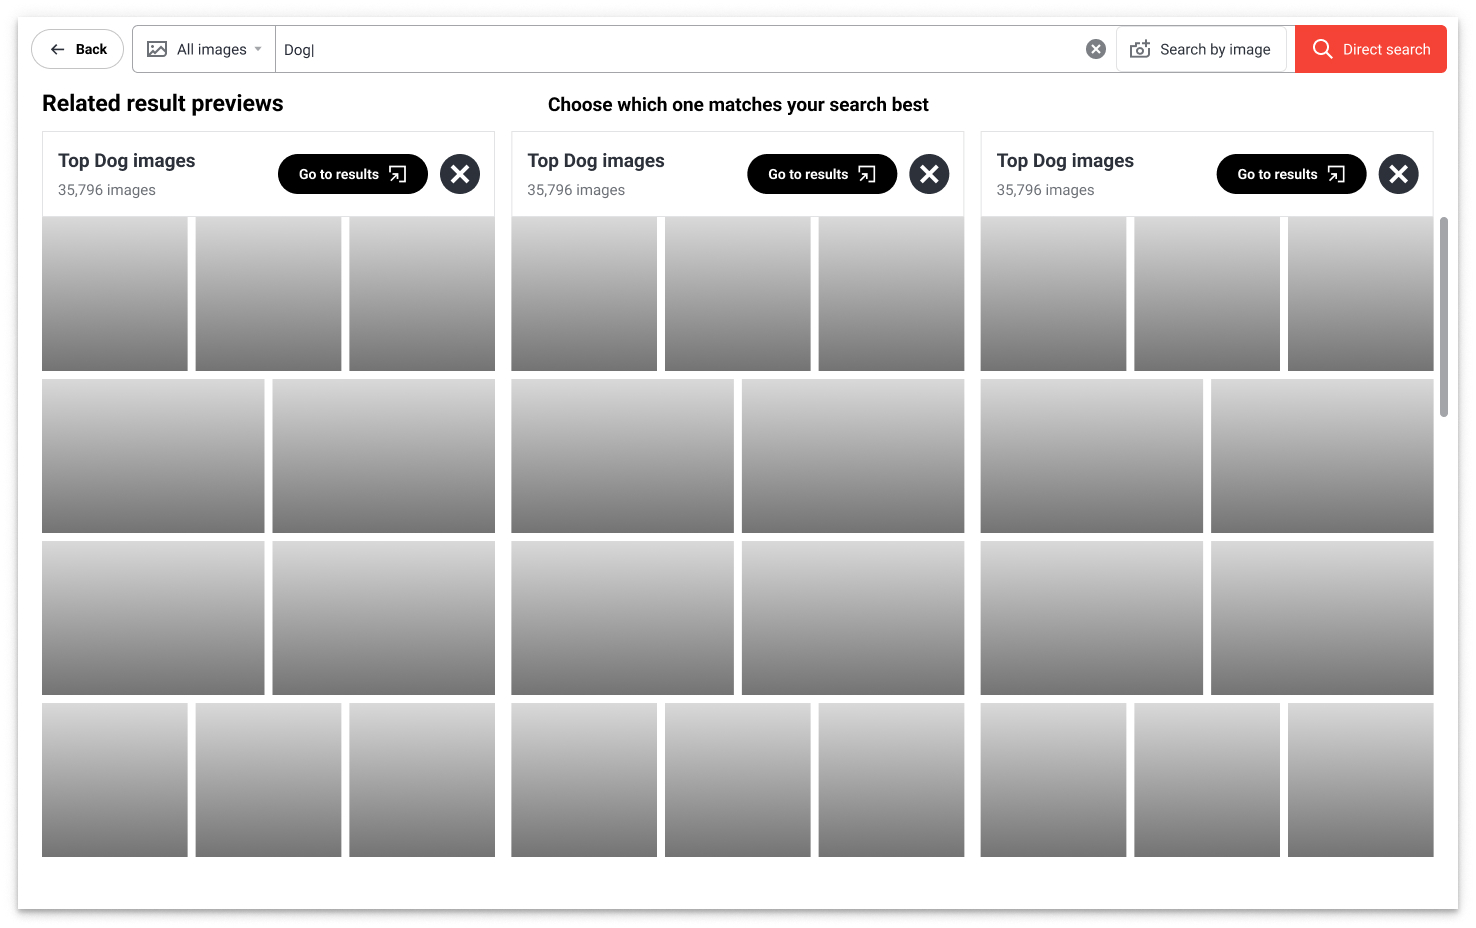 Back
All images
Dog
Search by image
Direct search
Related result previews
Choose which one matches your search best
Top Dog images
35,796 images
Go to results
Top Dog images
35,796 images
Go to results
Top Dog images
35,796 images
Go to results